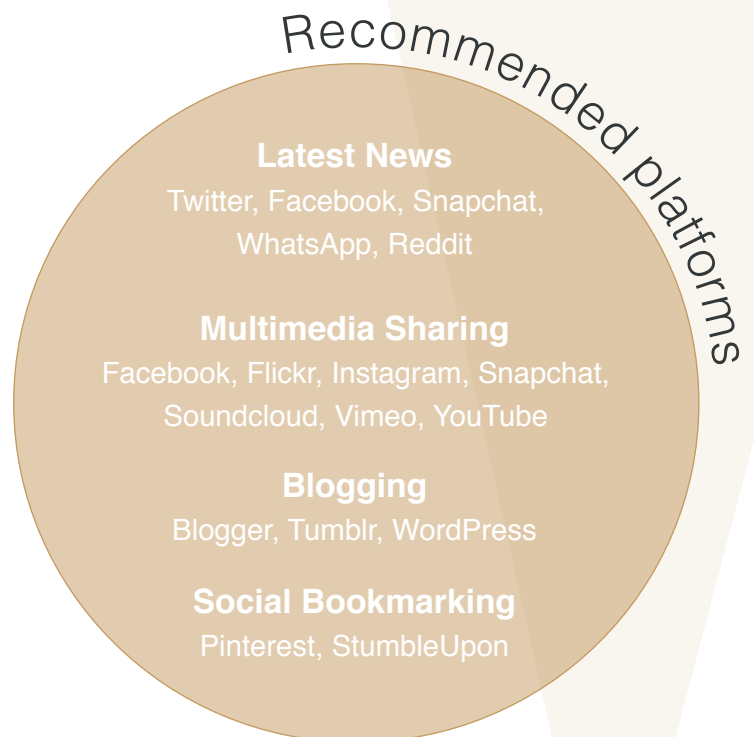 Recommended platforms
Latest News
Twitter, Facebook, Snapchat,
WhatsApp, Reddit
Multimedia Sharing
Facebook, Flickr, Instagram, Snapchat,
Soundcloud, Vimeo, YouTube
Blogging
Blogger, Tumblr, WordPress
Social Bookmarking
Pinterest, StumbleUpon